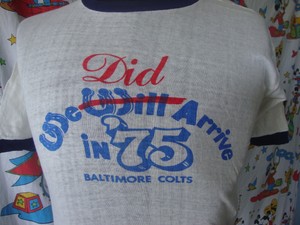 Did
We Will Arrive
in '75
BALTIMORE COLTS